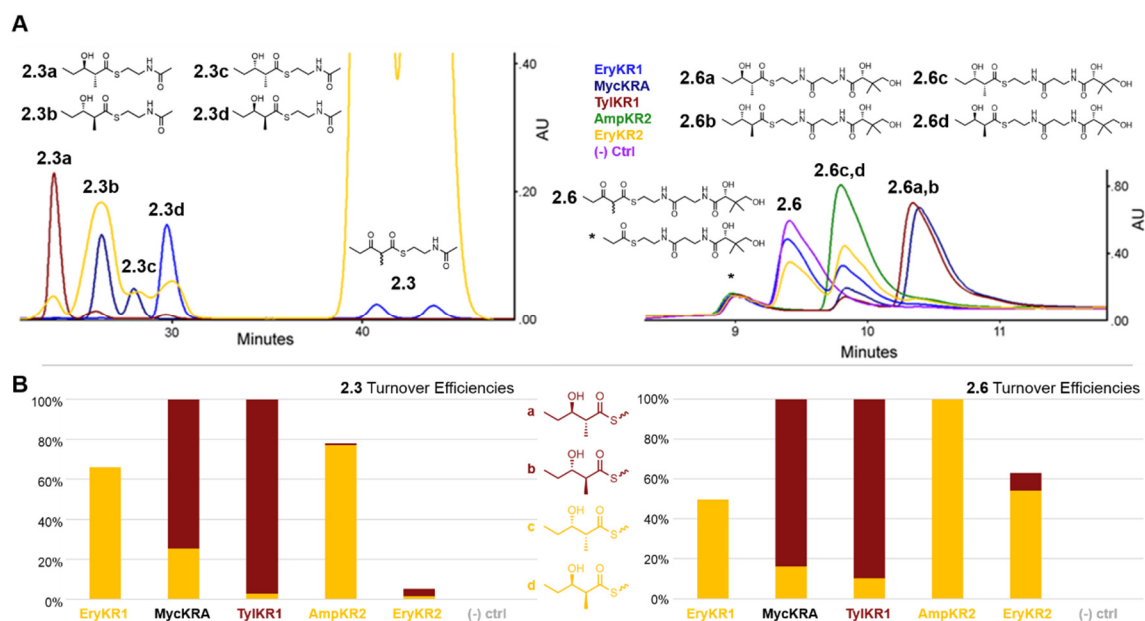 A
2.3a
2.3c
2.3b
2.3d
2.3a
2.3b
2.3c
2.3d
2.3
.40
.20
.00
AU
30
40
Minutes
EryKR1
MycKRA
TylKR1
AmpKR2
EryKR2
(-) Ctrl
2.6a
2.6c
2.6b
2.6d
2.6
*
*
2.6
2.6c,d
2.6a,b
.80
.40
.00
AU
9
10
11
Minutes
B
2.3 Turnover Efficiencies
100%
80%
60%
40%
20%
0%
EryKR1
MycKRA
TylKR1
AmpKR2
EryKR2
(-) ctrl
a
b
c
d
2.6 Turnover Efficiencies
100%
80%
60%
40%
20%
0%
EryKR1
MycKRA
TylKR1
AmpKR2
EryKR2
(-) ctrl